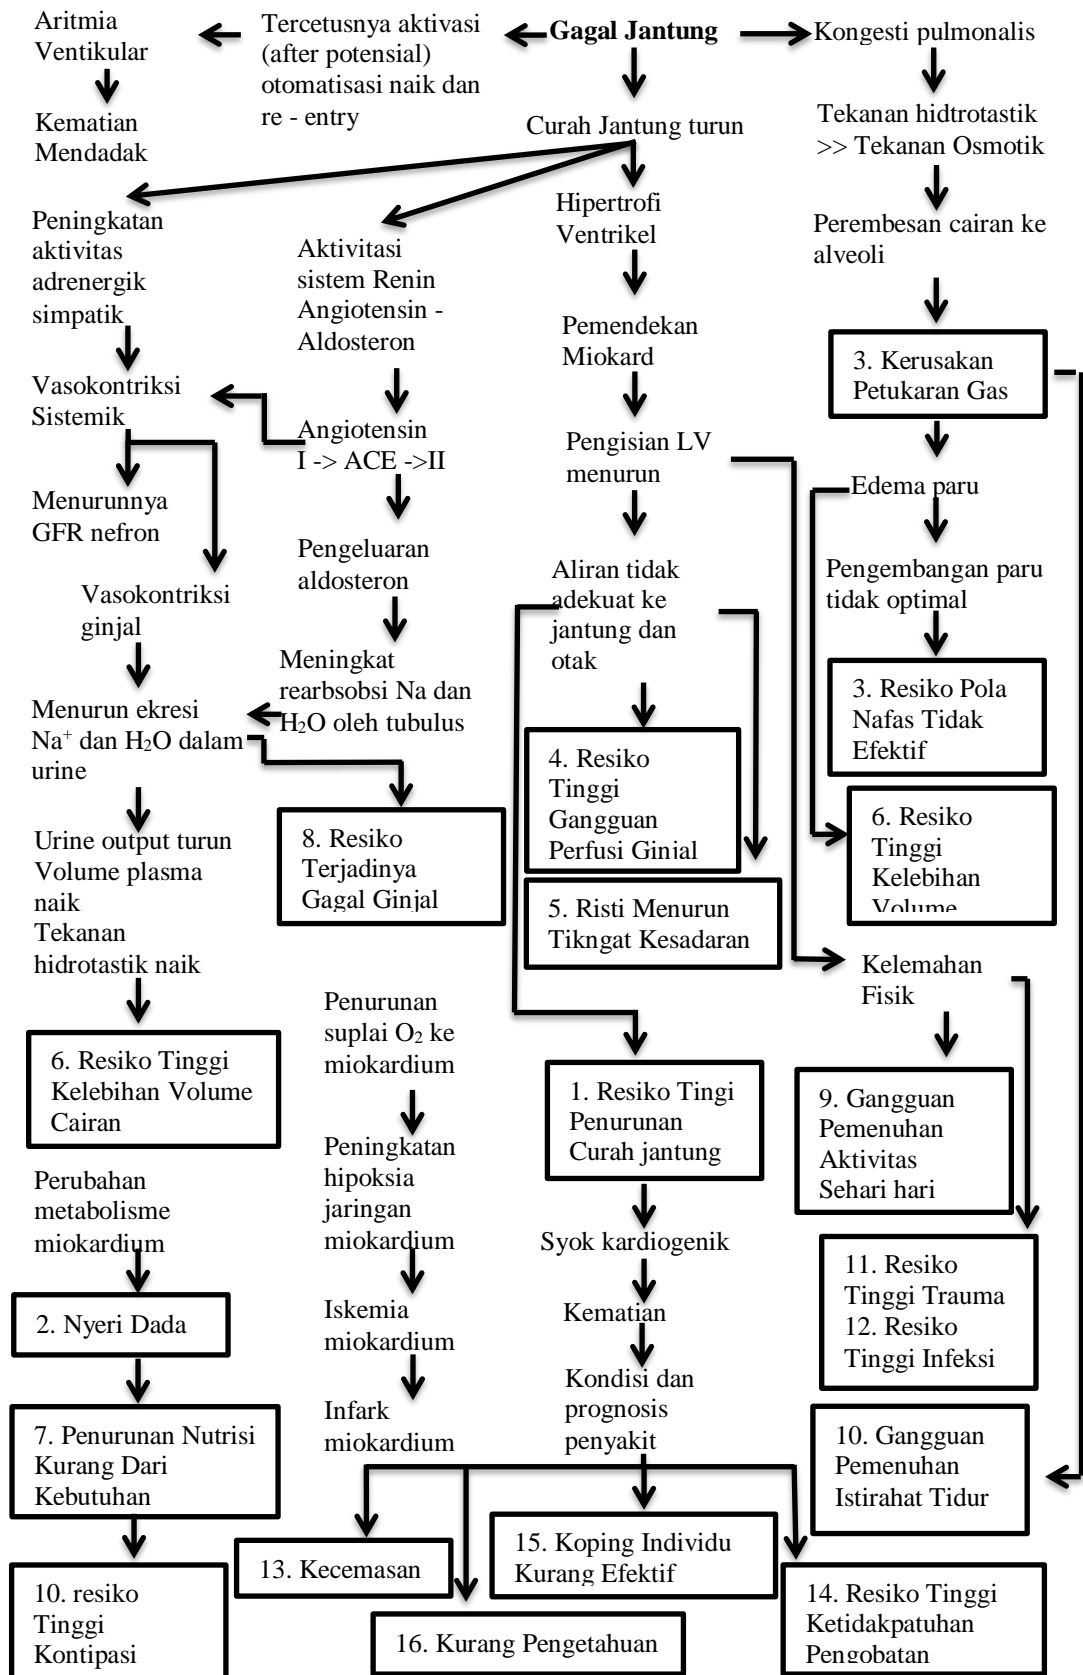 Aritmia
Ventikular
Tercetusnya aktivasi
(after potensial)
otomatisasi naik dan
re - entry
Gagal Jantung
Kongesti pulmonalis
Kematian
Mendadak
Curah Jantung turun
Tekanan hidtrotastik
>> Tekanan Osmotik
Peningkatan
aktivitas
adrenergik
simpatik
Aktivitasi
sistem Renin
Angiotensin -
Aldosteron
Hipertrofi
Ventrikel
Perembesan cairan ke
alveoli
Pemendekan
Miokard
3. Kerusakan
Petukaran Gas
Vasokontriksi
Sistemik
Angiotensin
I -> ACE ->II
Pengisian LV
menurun
Edema paru
Menurunnya
GFR nefron
Pengeluaran
aldosteron
Aliran tidak
adekuat ke
jantung dan
otak
Pengembangan paru
tidak optimal
Vasokontriksi
ginjal
Meningkat
rearbsobsi Na dan
H₂O oleh tubulus
3. Resiko Pola
Nafas Tidak
Efektif
Menurun ekresi
Na⁺ dan H₂O dalam
urine
4. Resiko
Tinggi
Gangguan
Perfusi Ginjal
6. Resiko
Tinggi
Kelebihan
Volume
8. Resiko
Terjadinya
Gagal Ginjal
Urine output turun
Volume plasma
naik
Tekanan
hidrotastik naik
5. Risti Menurun
Tikngat Kesadaran
Kelemahan
Fisik
Penurunan
suplai O₂ ke
miokardium
6. Resiko Tinggi
Kelebihan Volume
Cairan
1. Resiko Tingi
Penurunan
Curah jantung
9. Gangguan
Pemenuhan
Aktivitas
Sehari hari
Peningkatan
hipoksia
jaringan
miokardium
Perubahan
metabolisme
miokardium
Syok kardiogenik
11. Resiko
Tinggi Trauma
12. Resiko
Tinggi Infeksi
2. Nyeri Dada
Iskemia
miokardium
Kematian
Kondisi dan
prognosis
penyakit
Infark
miokardium
7. Penurunan Nutrisi
Kurang Dari
Kebutuhan
10. Gangguan
Pemenuhan
Istirahat Tidur
13. Kecemasan
15. Koping Individu
Kurang Efektif
10. resiko
Tinggi
Kontipasi
14. Resiko Tinggi
Ketidakpatuhan
Pengobatan
16. Kurang Pengetahuan